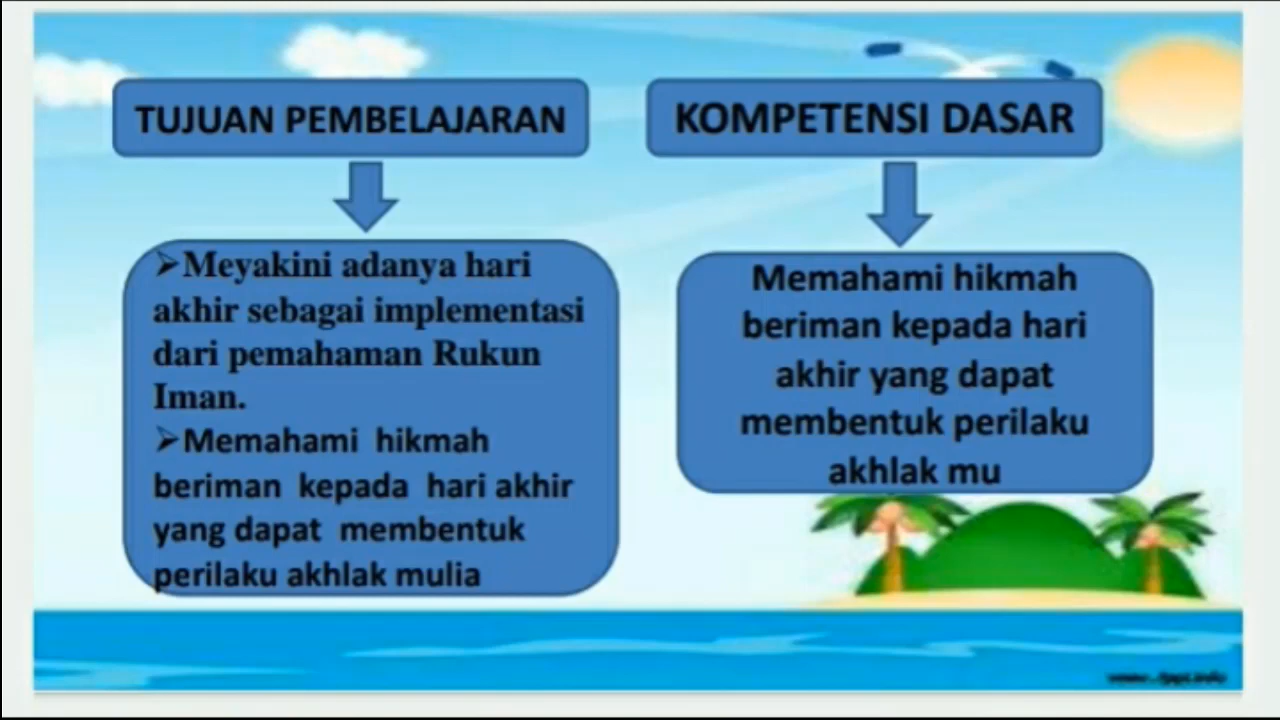 TUJUAN PEMBELAJARAN
➢Meyakini adanya hari
akhir sebagai implementasi
dari pemahaman Rukun
Iman.
➢Memahami hikmah
beriman kepada hari akhir
yang dapat membentuk
perilaku akhlak mulia
KOMPETENSI DASAR
Memahami hikmah
beriman kepada hari
akhir yang dapat
membentuk perilaku
akhlak mu